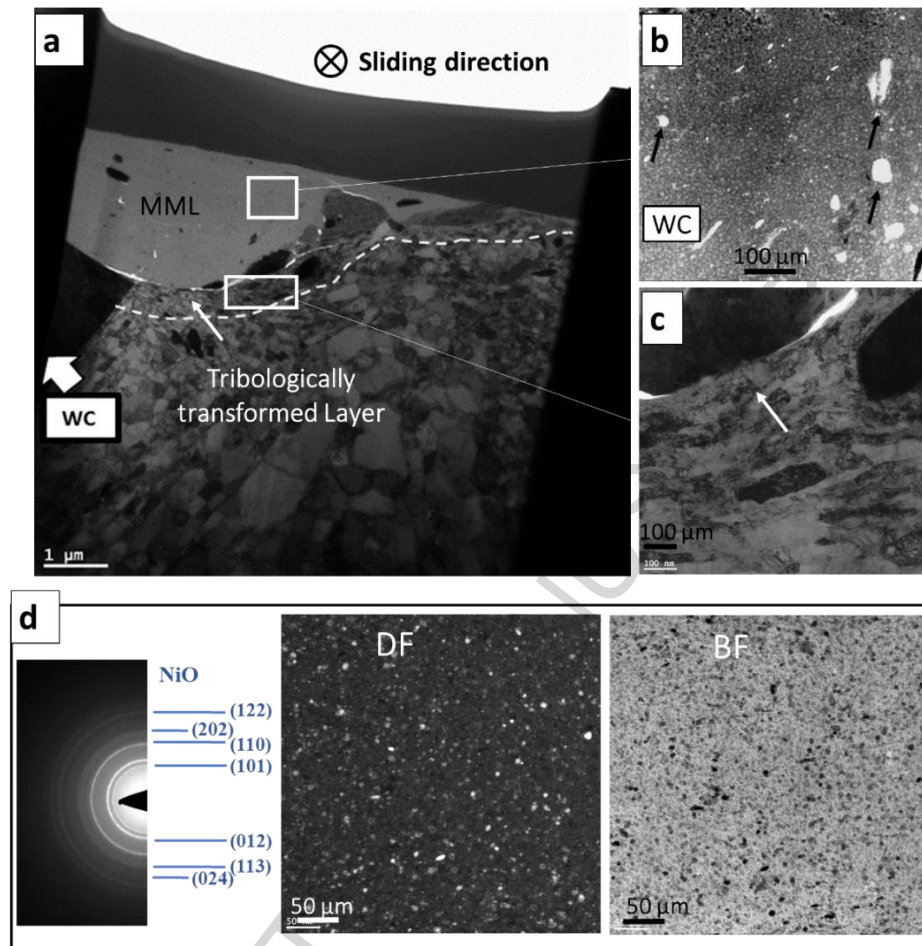 a
⊗ Sliding direction
MML
Tribologically
transformed Layer
WC
1 μm
b
WC
100 μm
c
100 μm
100 nm
d
NiO
(122)
(202)
(110)
(101)
(012)
(113)
(024)
DF
50 μm
BF
50 μm